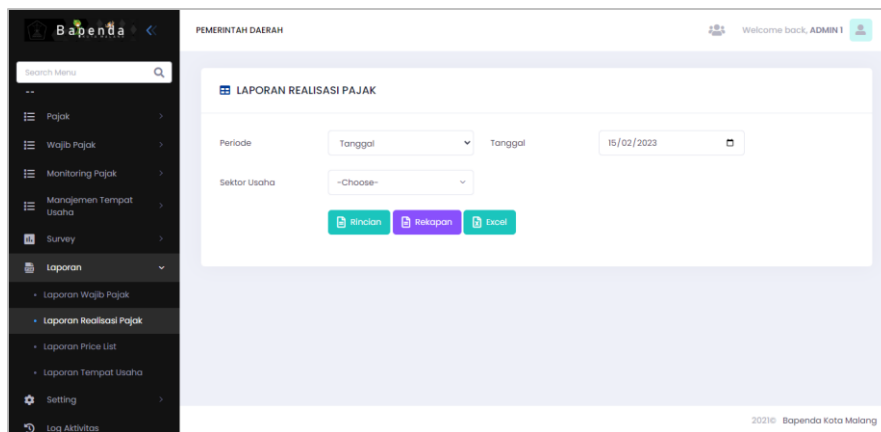 Bapenda
PEMERINTAH DAERAH
Welcome back, ADMIN 1
Search Menu
--
Pajak
Wajib Pajak
Monitoring Pajak
Manajemen Tempat
Usaha
Survey
Laporan
Laporan Wajib Pajak
Laporan Realisasi Pajak
Laporan Price List
Laporan Tempat Usaha
Setting
Log Aktivitas
LAPORAN REALISASI PAJAK
Periode
Tanggal
Tanggal
15/02/2023
Sektor Usaha
-Choose-
Rincian
Rekapan
Excel
2021© Bapenda Kota Malang